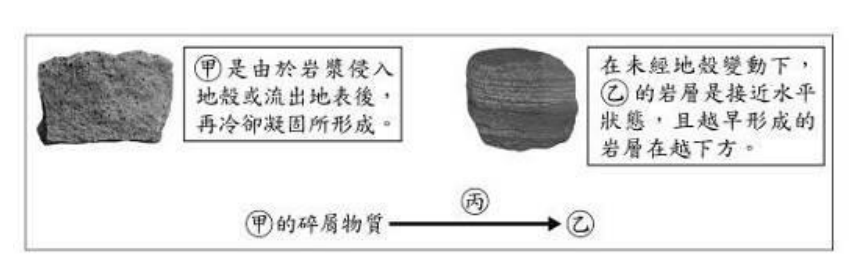 ㊙甲是由於岩漿侵入
地殼或流出地表後，
再冷卻凝固所形成。
在未經地殼變動下，
乙的岩層是接近水平
狀態，且越早形成的
岩層在越下方。
丙
甲的碎屑物質 乙